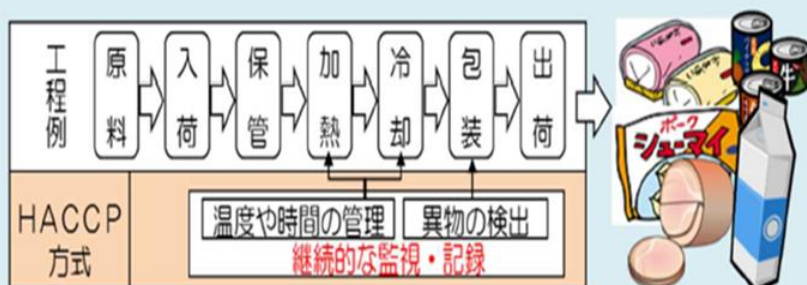 工程例
原料
入荷
保管
加熱
冷却
包装
出荷
HACCP
方式
温度や時間の管理
異物の検出
継続的な監視・記録
ポーク
シューマイ
牛